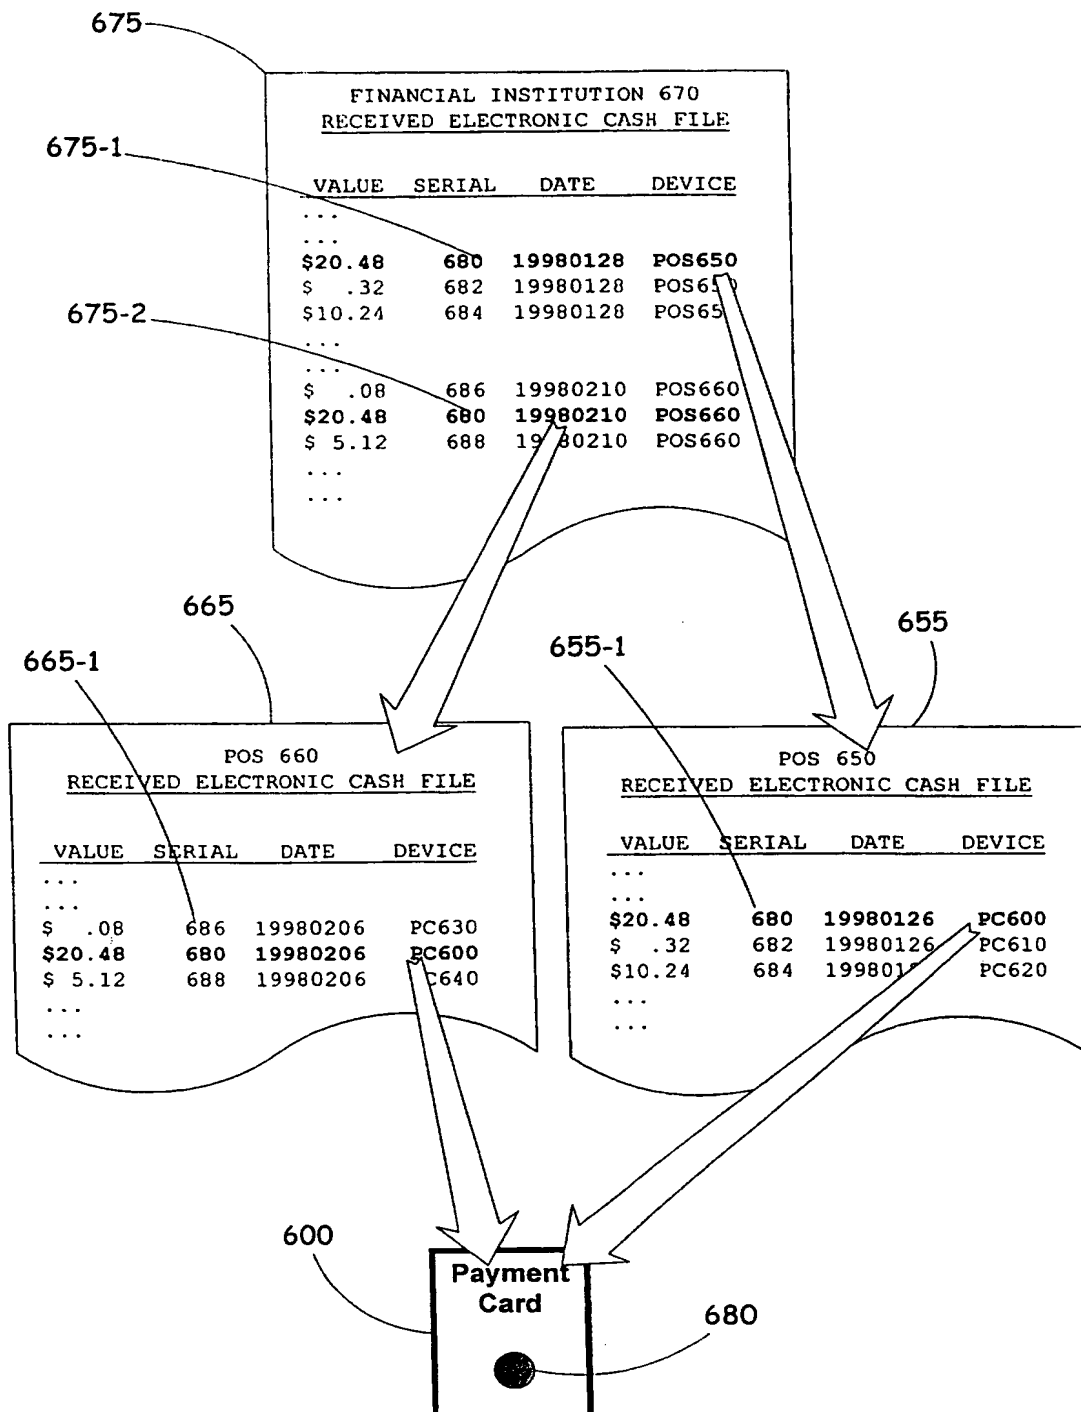 675
FINANCIAL INSTITUTION 670
RECEIVED ELECTRONIC CASH FILE
675-1
VALUE SERIAL DATE DEVICE
...
...
$20.48 680 19980128 POS650
$ .32 682 19980128 POS650
$10.24 684 19980128
675-2
...
...
$ .08 686 19980210 POS660
$20.48 680 19980210 POS660
$ 5.12 688 19980210 POS660
...
...
665
655
665-1
655-1
POS 660
RECEIVED ELECTRONIC CASH FILE
VALUE SERIAL DATE DEVICE
...
...
$ .08 686 19980206 PC630
$20.48 680 19980206 PC600
$ 5.12 688 19980206 PC640
...
...
POS 650
RECEIVED ELECTRONIC CASH FILE
VALUE SERIAL DATE DEVICE
...
...
$20.48 680 19980126 PC600
$ .32 682 19980126 PC610
$10.24 684 PC620
...
...
600
Payment
Card
680